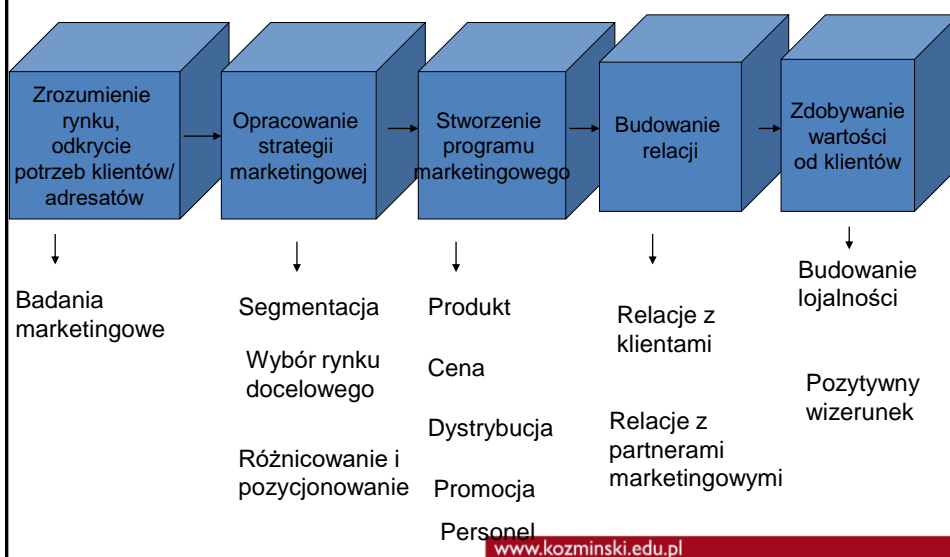 Zrozumienie
rynku,
odkrycie
potrzeb klientów/
adresatów
Opracowanie
strategii
marketingowej
Stworzenie
programu
marketingowego
Budowanie
relacji
Zdobywanie
wartości
od klientów
Badania
marketingowe
Segmentacja
Wybór rynku
docelowego
Różnicowanie i
pozycjonowanie
Produkt
Cena
Dystrybucja
Promocja
Personel
Relacje z
klientami
Relacje z
partnerami
marketingowymi
Budowanie
lojalności
Pozytywny
wizerunek
www.kozminski.edu.pl